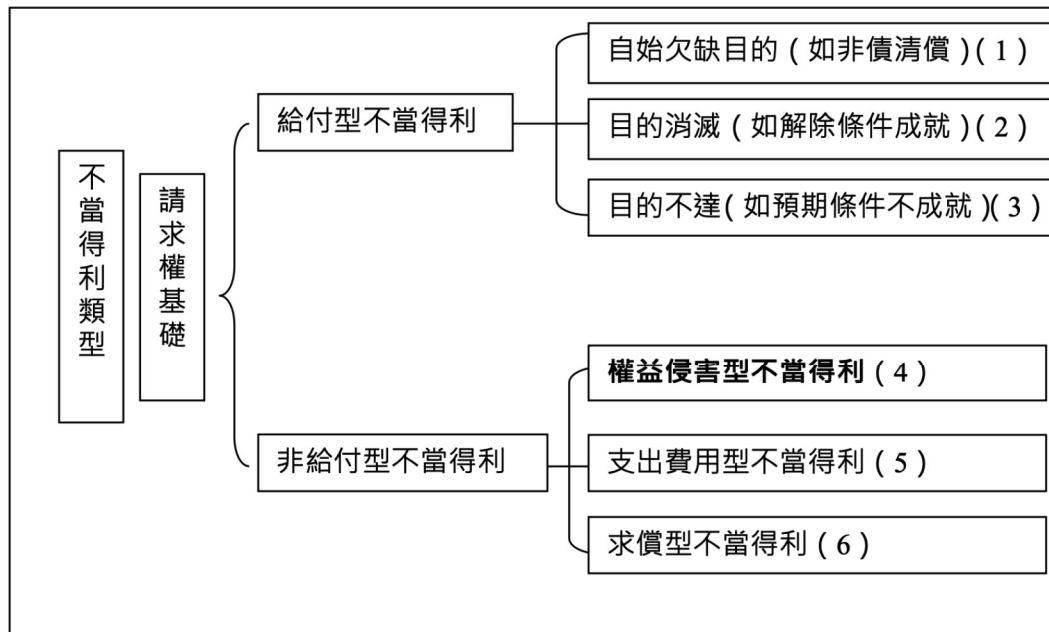 不當得利類型
請求權基礎
給付型不當得利
自始欠缺目的（如非債清償）（1）
目的消滅（如解除條件成就）（2）
目的不達（如預期條件不成就）（3）
非給付型不當得利
權益侵害型不當得利（4）
支出費用型不當得利（5）
求償型不當得利（6）